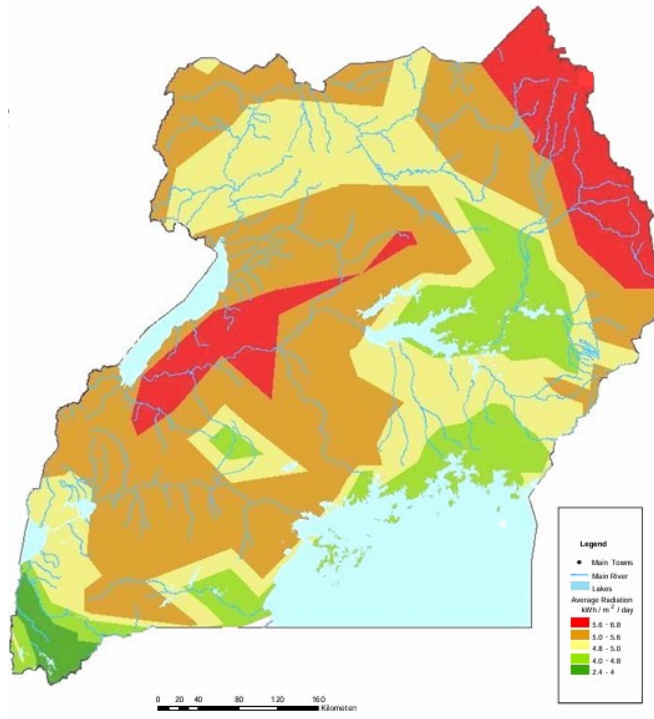 Legend
Main Towns
Main River
Lakes
Average Radiation
kWh / m² / day
5.6 - 6.8
5.0 - 5.6
4.8 - 5.0
4.0 - 4.8
2.4 - 4
0 20 40 80 120 160
Kilometers